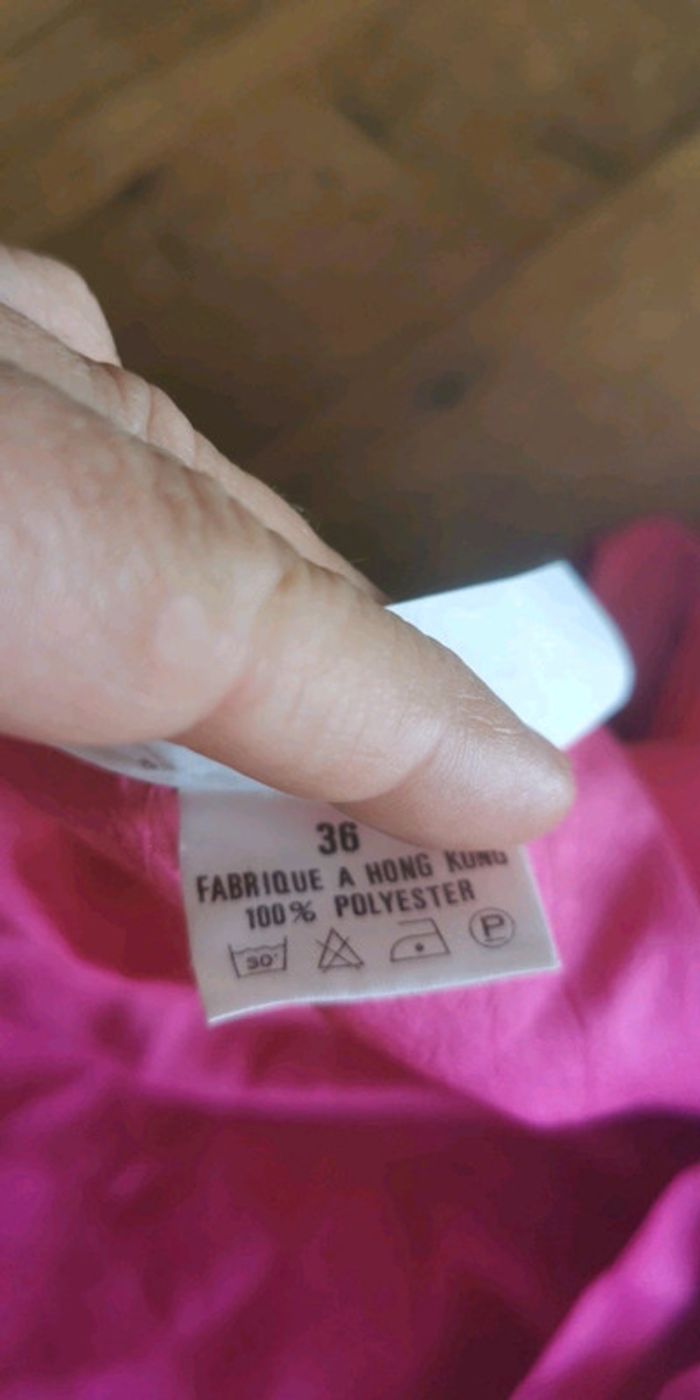 36
FABRIQUE A HONG KONG
100% POLYESTER
30° P